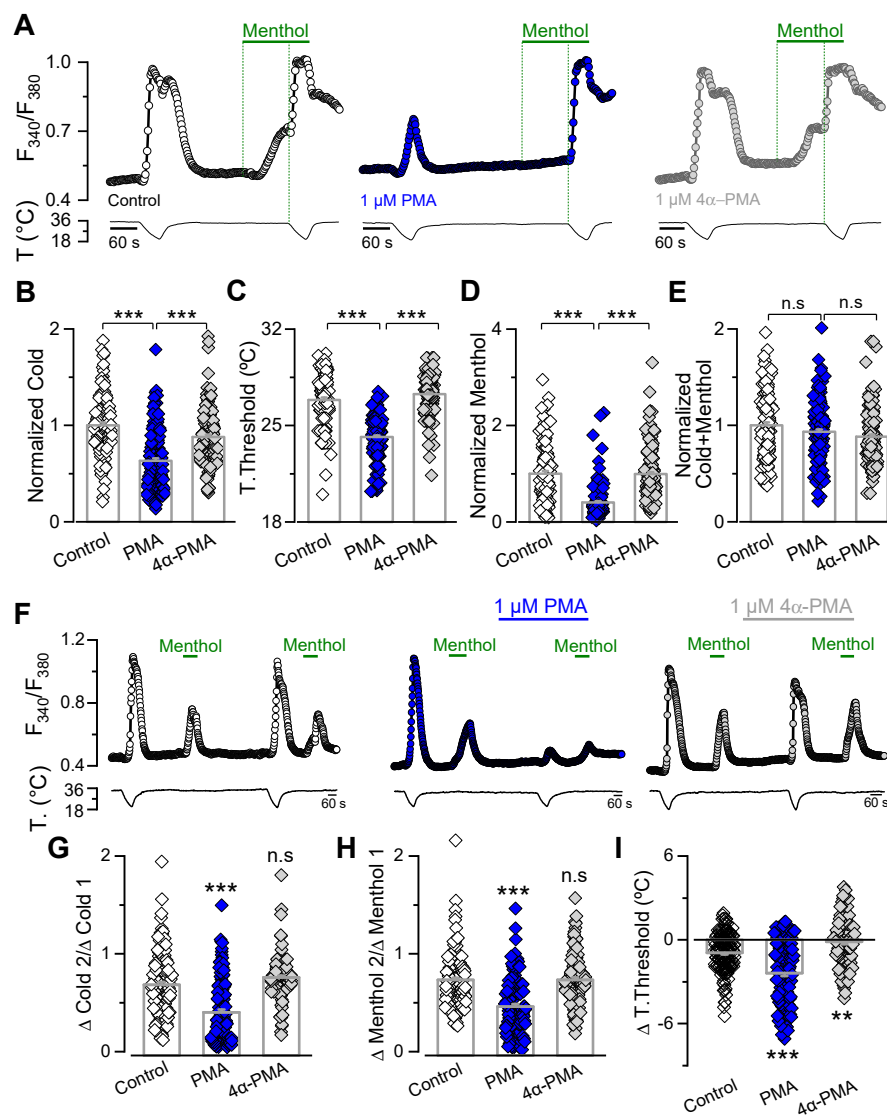 A
Menthol
Menthol
Menthol
F340/F380
1.0
0.7
0.4
Control
1 µM PMA
1 µM 4α–PMA
T (°C)
36
18
60 s
60 s
60 s
B
Normalized Cold
2
1
0
***
***
Control
PMA
4α-PMA
C
T.Threshold (ºC)
32
25
18
***
***
Control
PMA
4α-PMA
D
Normalized Menthol
4
2
0
***
***
Control
PMA
4α-PMA
E
Normalized
Cold+Menthol
2
1
0
n.s
n.s
Control
PMA
4α-PMA
F
1 µM PMA
1 µM 4α-PMA
Menthol
Menthol
Menthol
Menthol
Menthol
Menthol
F340/F380
1.2
0.8
0.4
T. (°C)
36
18
60 s
60 s
60 s
G
Δ Cold 2/Δ Cold 1
2
1
0
***
n.s
Control
PMA
4α-PMA
H
Δ Menthol 2/Δ Menthol 1
2
1
0
***
n.s
Control
PMA
4α-PMA
I
Δ T.Threshold (ºC)
6
0
-6
***
**
Control
PMA
4α-PMA